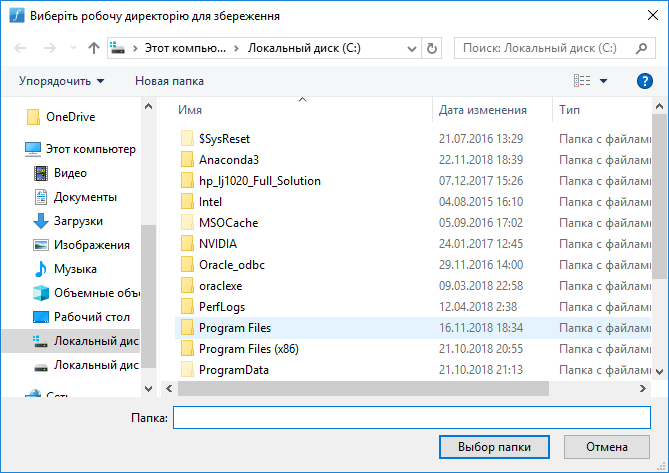 Виберіть робочу директорію для збереження
Этот компью... Локальный диск (C:)
Поиск: Локальный диск (C:)
Упорядочить
Новая папка
OneDrive
Этот компьютер
Видео
Документы
Загрузки
Изображения
Музыка
Объемные объе
Рабочий стол
Локальный диск
Локальный диск
Сеть
Имя Дата изменения Тип
$SysReset 21.07.2016 13:29 Папка с файлами
Anaconda3 22.11.2018 18:39 Папка с файлами
hp_lj1020_Full_Solution 07.12.2017 15:26 Папка с файлами
Intel 04.08.2015 16:10 Папка с файлами
MSOCache 05.09.2016 17:02 Папка с файлами
NVIDIA 24.01.2017 12:45 Папка с файлами
Oracle_odbc 29.11.2016 14:00 Папка с файлами
oraclexe 09.03.2018 22:58 Папка с файлами
PerfLogs 12.04.2018 2:38 Папка с файлами
Program Files 16.11.2018 18:34 Папка с файлами
Program Files (x86) 21.10.2018 20:55 Папка с файлами
ProgramData 21.10.2018 21:13 Папка с файлами
Папка:
Выбор папки
Отмена